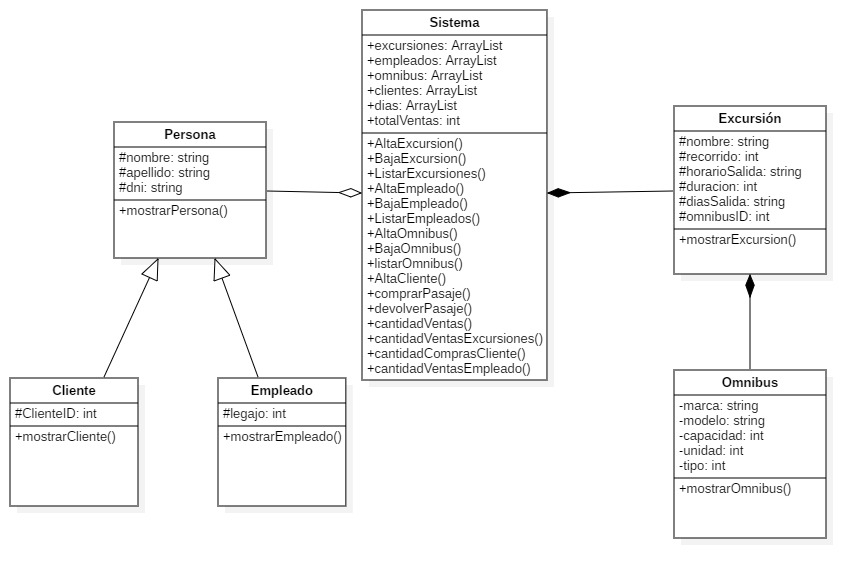 Sistema
+excursiones: ArrayList
+empleados: ArrayList
+omnibus: ArrayList
+clientes: ArrayList
+dias: ArrayList
+totalVentas: int
+AltaExcursion()
+BajaExcursion()
+ListarExcursiones()
+AltaEmpleado()
+BajaEmpleado()
+ListarEmpleados()
+AltaOmnibus()
+BajaOmnibus()
+listarOmnibus()
+AltaCliente()
+comprarPasaje()
+devolverPasaje()
+cantidadVentas()
+cantidadVentasExcursiones()
+cantidadComprasCliente()
+cantidadVentasEmpleado()
Persona
#nombre: string
#apellido: string
#dni: string
+mostrarPersona()
Excursión
#nombre: string
#recorrido: int
#horarioSalida: string
#duracion: int
#diasSalida: string
#omnibusID: int
+mostrarExcursion()
Cliente
#ClienteID: int
+mostrarCliente()
Empleado
#legajo: int
+mostrarEmpleado()
Omnibus
-marca: string
-modelo: string
-capacidad: int
-unidad: int
-tipo: int
+mostrarOmnibus()